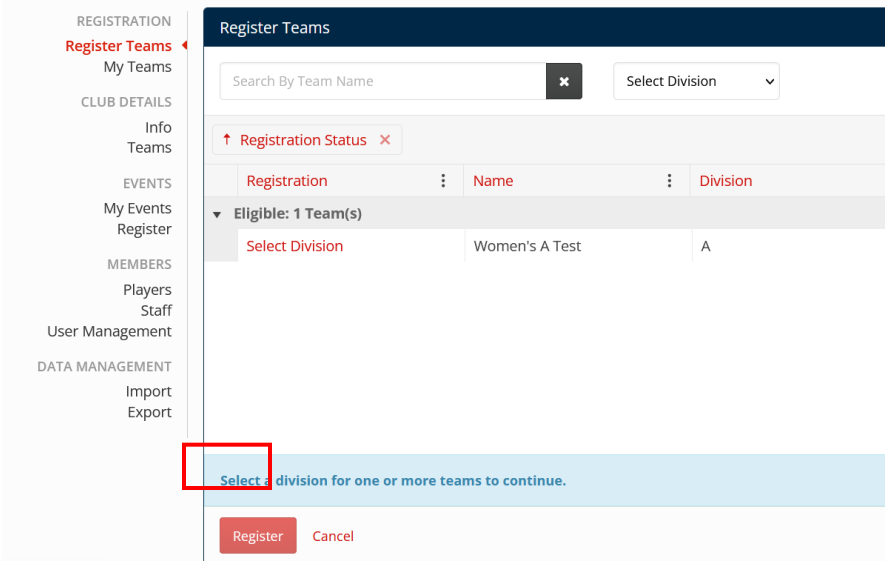 REGISTRATION
Register Teams
My Teams
CLUB DETAILS
Info
Teams
EVENTS
My Events
Register
MEMBERS
Players
Staff
User Management
DATA MANAGEMENT
Import
Export
Register Teams
Search By Team Name
Select Division
Registration Status
Registration Name Division
Eligible: 1 Team(s)
Select Division Women's A Test A
Select a division for one or more teams to continue.
Register Cancel